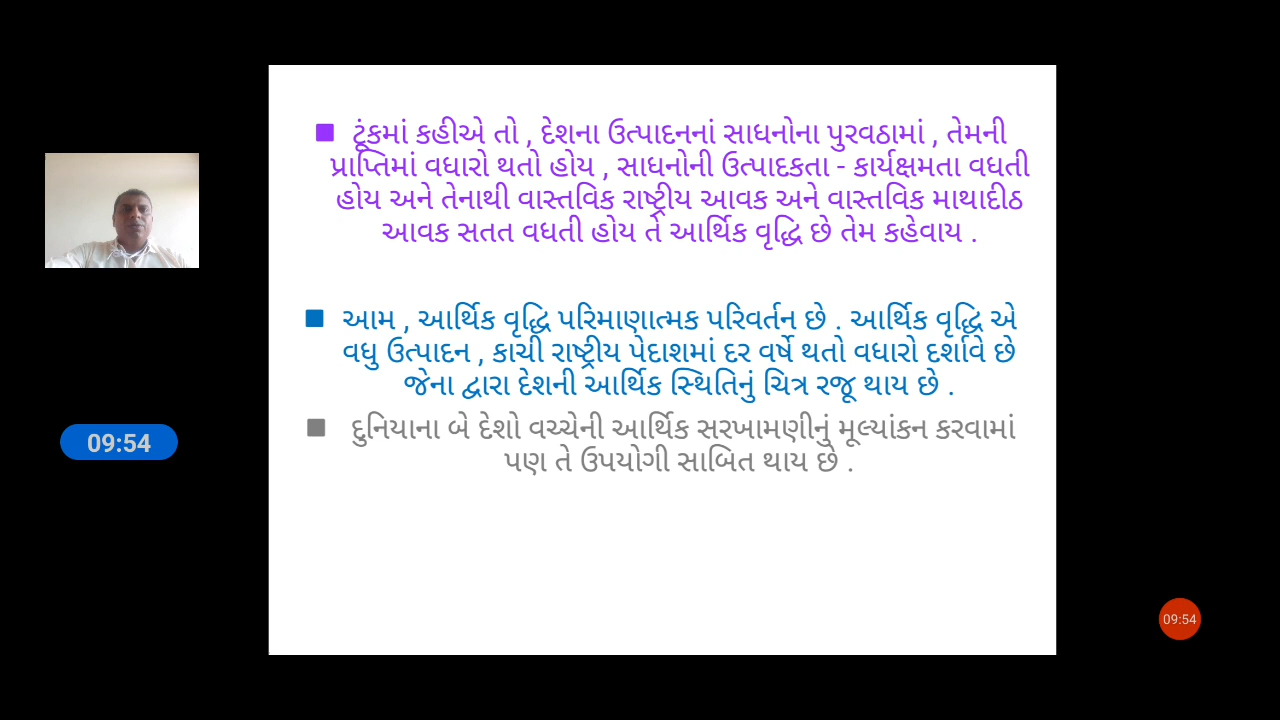 ટૂંકમાં કહીએ તો , દેશના ઉત્પાદનનાં સાધનોના પુરવઠામાં , તેમની
પ્રાપ્તિમાં વધારો થતો હોય , સાધનોની ઉત્પાદકતા - કાર્યક્ષમતા વધતી
હોય અને તેનાથી વાસ્તવિક રાષ્ટ્રીય આવક અને વાસ્તવિક માથાદીઠ
આવક સતત વધતી હોય તે આર્થિક વૃદ્ધિ છે તેમ કહેવાય .
આમ , આર્થિક વૃદ્ધિ પરિમાણાત્મક પરિવર્તન છે . આર્થિક વૃદ્ધિ એ
વધુ ઉત્પાદન , કાચી રાષ્ટ્રીય પેદાશમાં દર વર્ષે થતો વધારો દર્શાવે છે
જેના દ્વારા દેશની આર્થિક સ્થિતિનું ચિત્ર રજૂ થાય છે .
દુનિયાના બે દેશો વચ્ચેની આર્થિક સરખામણીનું મૂલ્યાંકન કરવામાં
પણ તે ઉપયોગી સાબિત થાય છે .
09:54
09:54